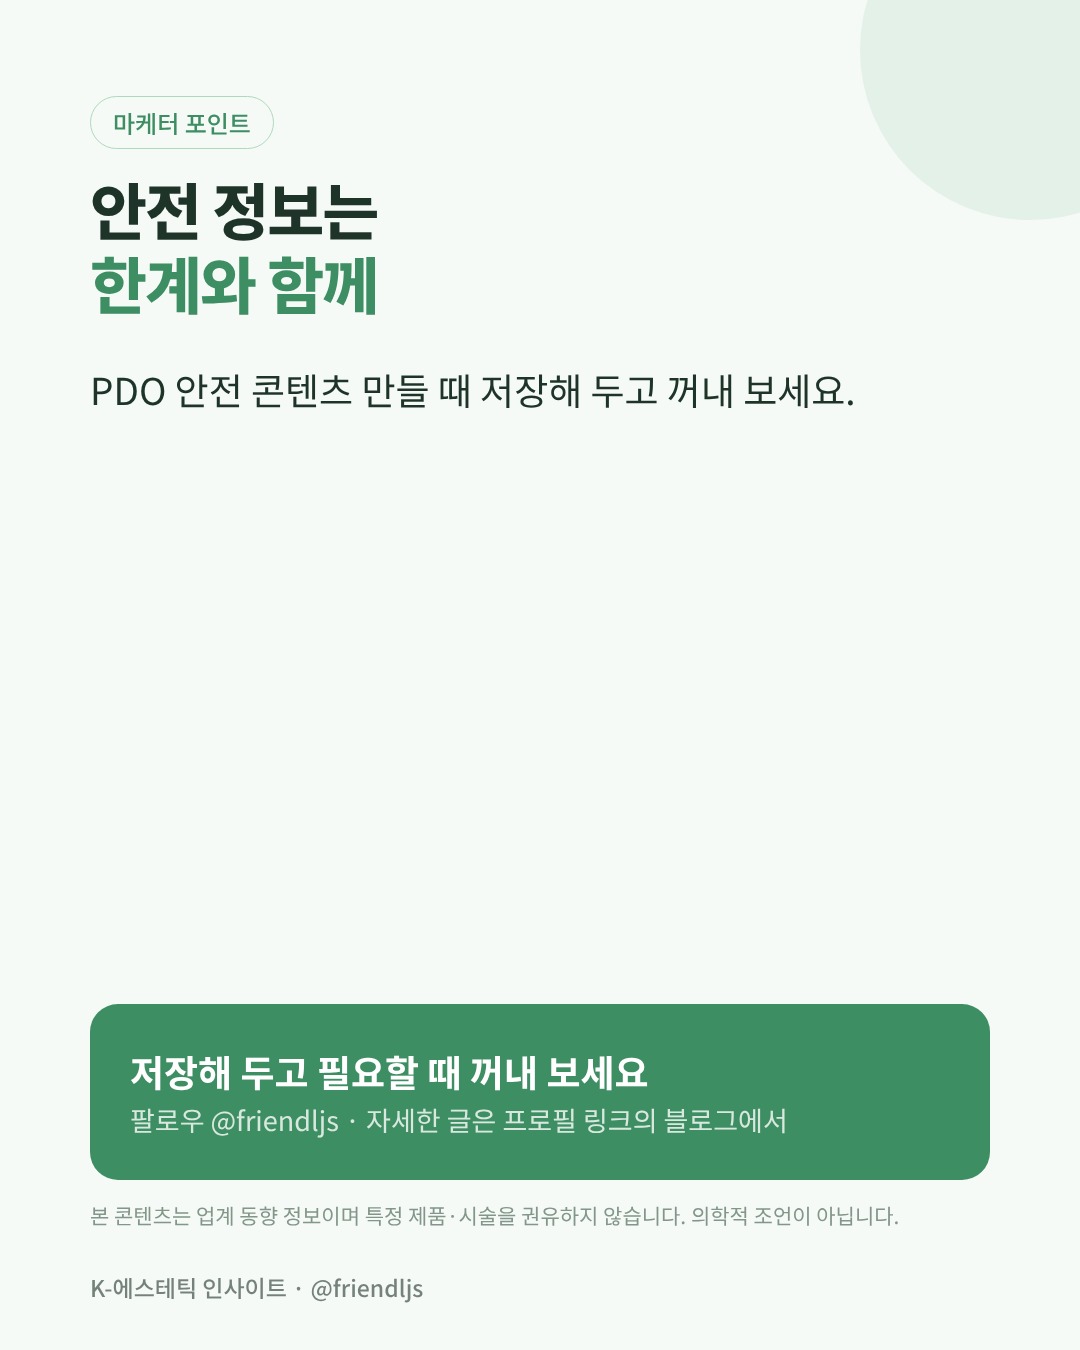 마케터 포인트
안전 정보는
한계와 함께
PDO 안전 콘텐츠 만들 때 저장해 두고 꺼내 보세요.
저장해 두고 필요할 때 꺼내 보세요
팔로우 @friendljs · 자세한 글은 프로필 링크의 블로그에서
본 콘텐츠는 업계 동향 정보이며 특정 제품·시술을 권유하지 않습니다. 의학적 조언이 아닙니다.
K-에스테틱 인사이트 · @friendljs